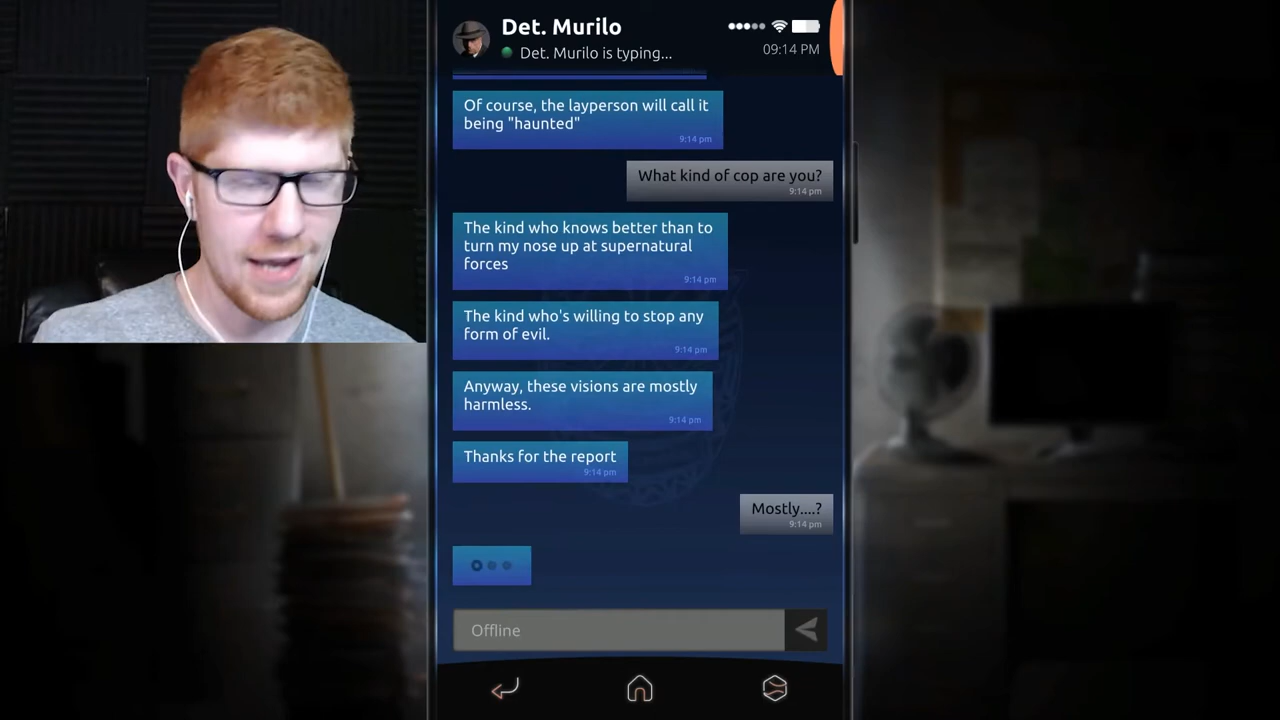 Det. Murilo
Det. Murilo is typing...
09:14 PM
Of course, the layperson will call it
being "haunted"
9:14 pm
What kind of cop are you?
9:14 pm
The kind who knows better than to
turn my nose up at supernatural
forces
9:14 pm
The kind who's willing to stop any
form of evil.
9:14 pm
Anyway, these visions are mostly
harmless.
9:14 pm
Thanks for the report
9:14 pm
Mostly....?
9:14 pm
Offline